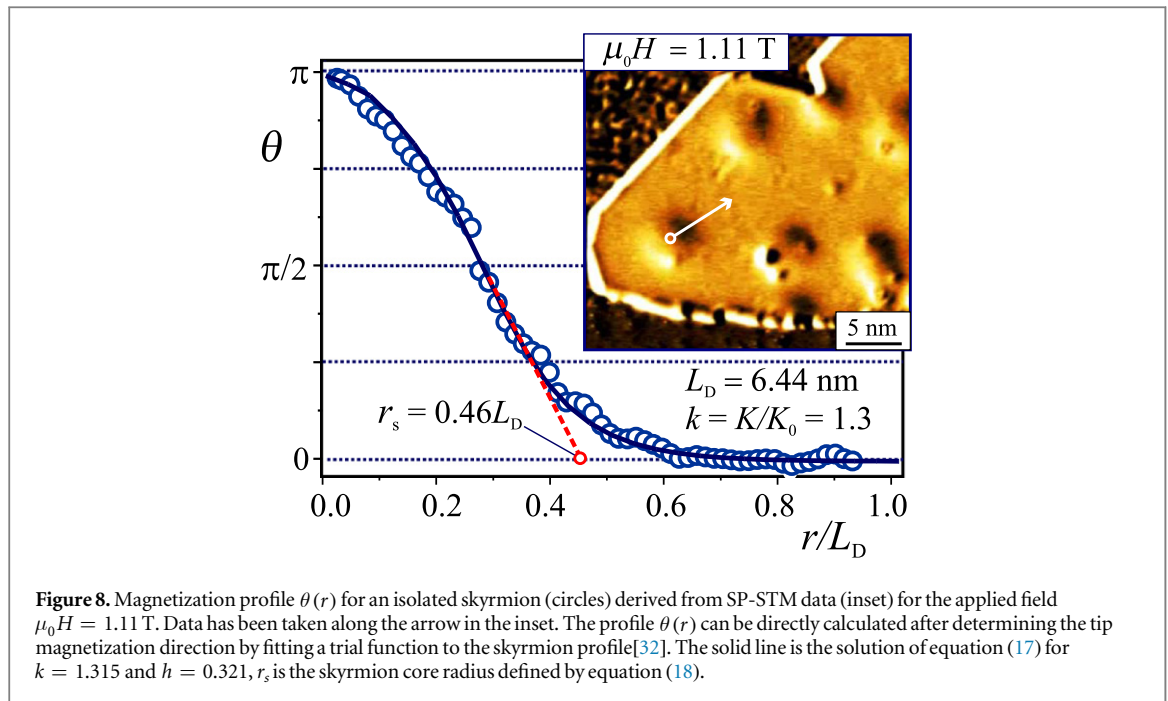 μ₀H = 1.11 T
π
θ
π/2
5 nm
L_D = 6.44 nm
k = K/K₀ = 1.3
r_s = 0.46L_D
0
0.0 0.2 0.4 0.6 0.8 1.0
r/L_D
Figure 8. Magnetization profile θ(r) for an isolated skyrmion (circles) derived from SP-STM data (inset) for the applied field
μ₀H = 1.11 T. Data has been taken along the arrow in the inset. The profile θ(r) can be directly calculated after determining the tip
magnetization direction by fitting a trial function to the skyrmion profile[32]. The solid line is the solution of equation (17) for
k = 1.315 and h = 0.321, r_s is the skyrmion core radius defined by equation (18).